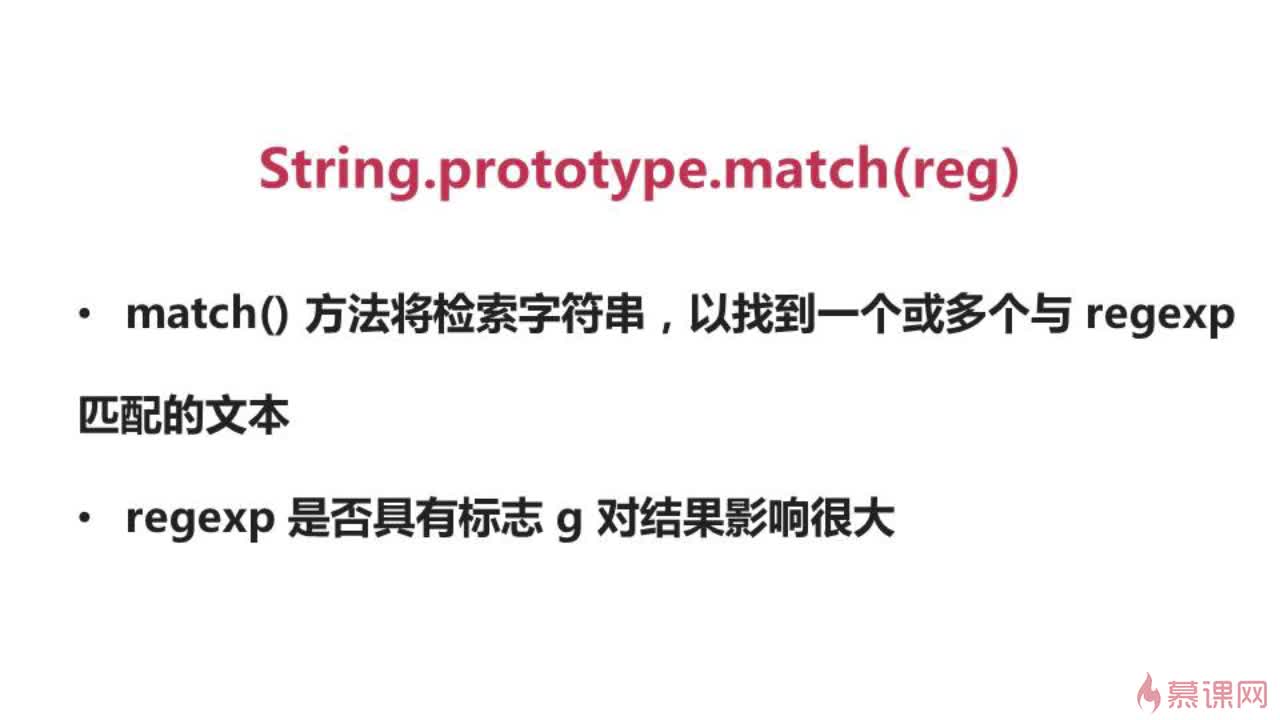 String.prototype.match(reg)
• match() 方法将检索字符串，以找到一个或多个与 regexp
匹配的文本
• regexp 是否具有标志 g 对结果影响很大
慕课网